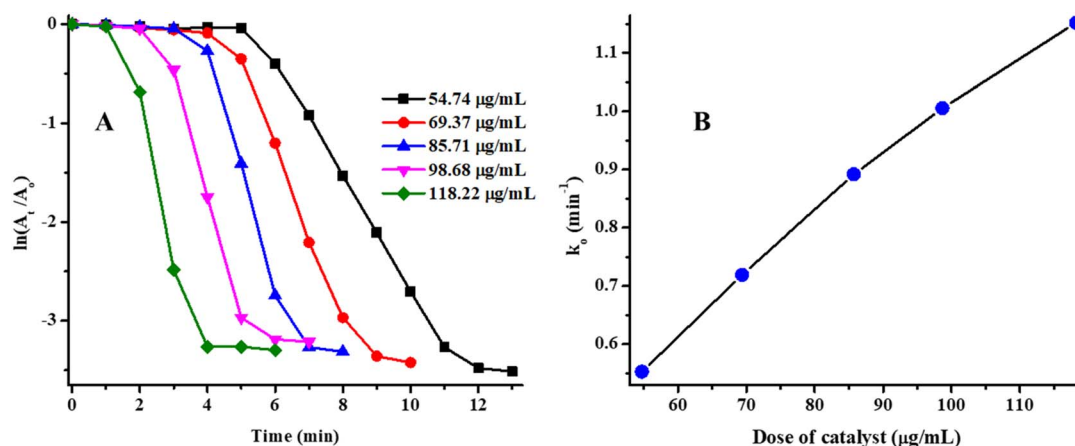 0
-1
-2
-3
ln(At /Ao)
A
54.74 µg/mL
69.37 µg/mL
85.71 µg/mL
98.68 µg/mL
118.22 µg/mL
0 2 4 6 8 10 12
Time (min)
1.1
1.0
0.9
0.8
0.7
0.6
ko (min-1)
B
60 70 80 90 100 110
Dose of catalyst (µg/mL)